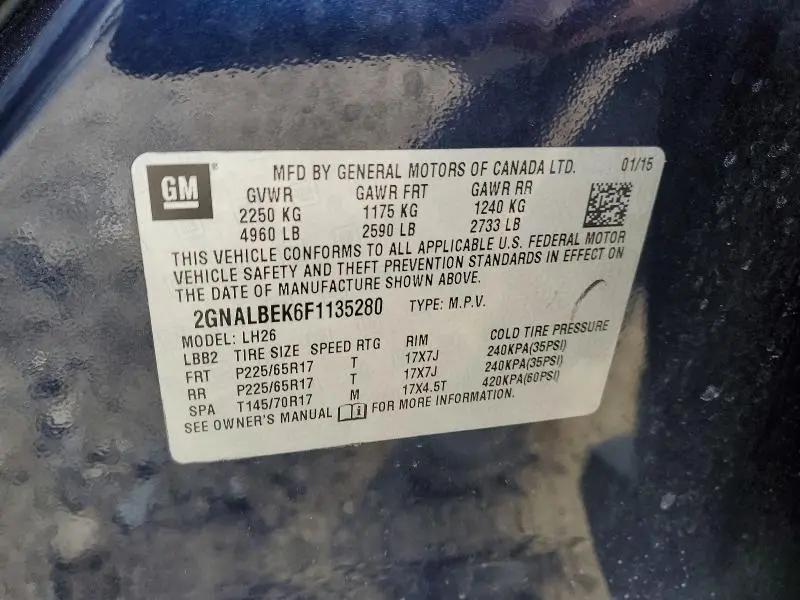 GM
MFD BY GENERAL MOTORS OF CANADA LTD. 01/15
GVWR GAWR FRT GAWR RR
2250 KG 1175 KG 1240 KG
4960 LB 2590 LB 2733 LB
THIS VEHICLE CONFORMS TO ALL APPLICABLE U.S. FEDERAL MOTOR
VEHICLE SAFETY AND THEFT PREVENTION STANDARDS IN EFFECT ON
THE DATE OF MANUFACTURE SHOWN ABOVE.
2GNALBEK6F1135280 TYPE: M.P.V.
MODEL: LH26
LBB2 TIRE SIZE SPEED RTG RIM COLD TIRE PRESSURE
FRT P225/65R17 T 17X7J 240KPA(35PSI)
RR P225/65R17 T 17X7J 240KPA(35PSI)
SPA T145/70R17 M 17X4.5T 420KPA(60PSI)
SEE OWNER'S MANUAL FOR MORE INFORMATION.